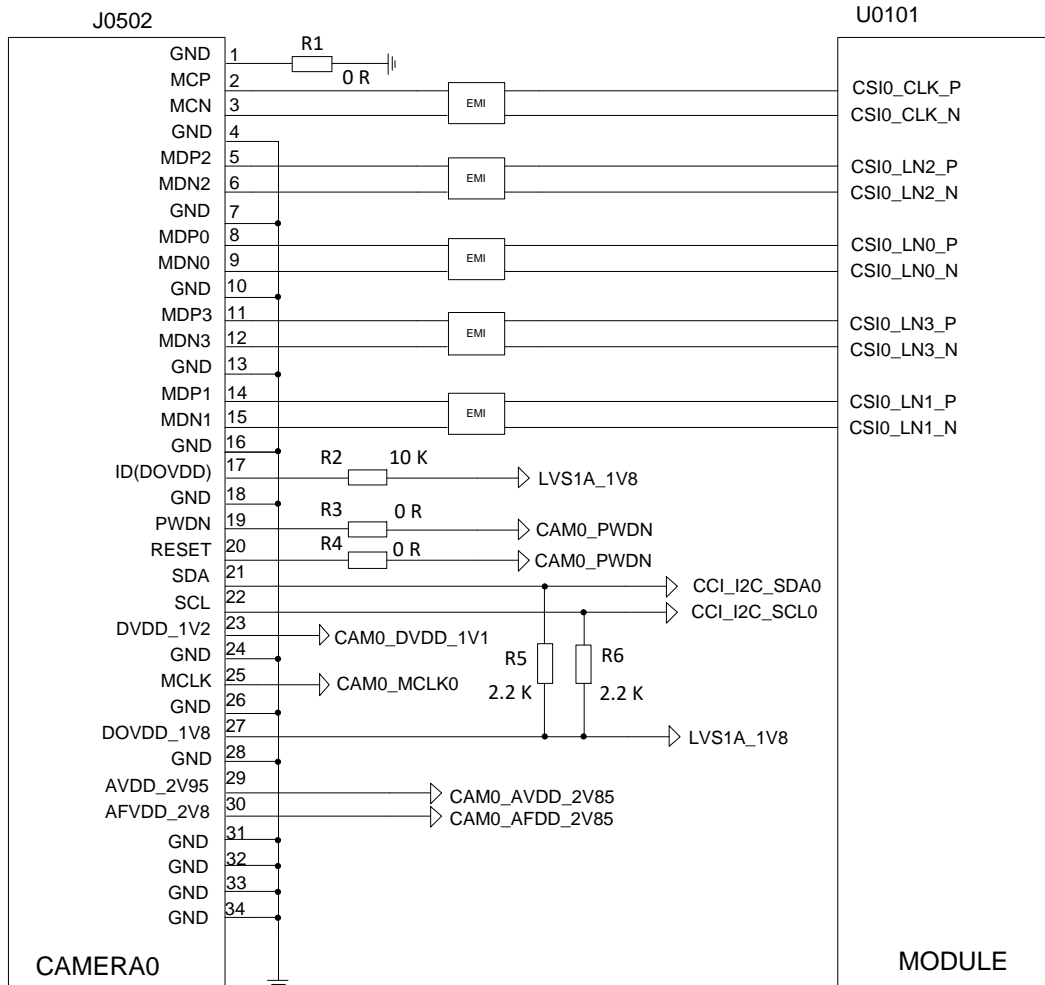 J0502
U0101
GND 1 R1
0 R
MCP 2 EMI CSI0_CLK_P
MCN 3 CSI0_CLK_N
GND 4
MDP2 5 EMI CSI0_LN2_P
MDN2 6 CSI0_LN2_N
GND 7
MDP0 8 EMI CSI0_LN0_P
MDN0 9 CSI0_LN0_N
GND 10
MDP3 11 EMI CSI0_LN3_P
MDN3 12 CSI0_LN3_N
GND 13
MDP1 14 EMI CSI0_LN1_P
MDN1 15 CSI0_LN1_N
GND 16
ID(DOVDD) 17 R2 10 K LVS1A_1V8
GND 18
PWDN 19 R3 0 R CAM0_PWDN
RESET 20 R4 0 R CAM0_PWDN
SDA 21 CCI_I2C_SDA0
SCL 22 CCI_I2C_SCL0
DVDD_1V2 23 CAM0_DVDD_1V1
GND 24 R5 R6
MCLK 25 CAM0_MCLK0 2.2 K 2.2 K
GND 26
DOVDD_1V8 27 LVS1A_1V8
GND 28
AVDD_2V95 29 CAM0_AVDD_2V85
AFVDD_2V8 30 CAM0_AFDD_2V85
GND 31
GND 32
GND 33
GND 34
CAMERA0
MODULE